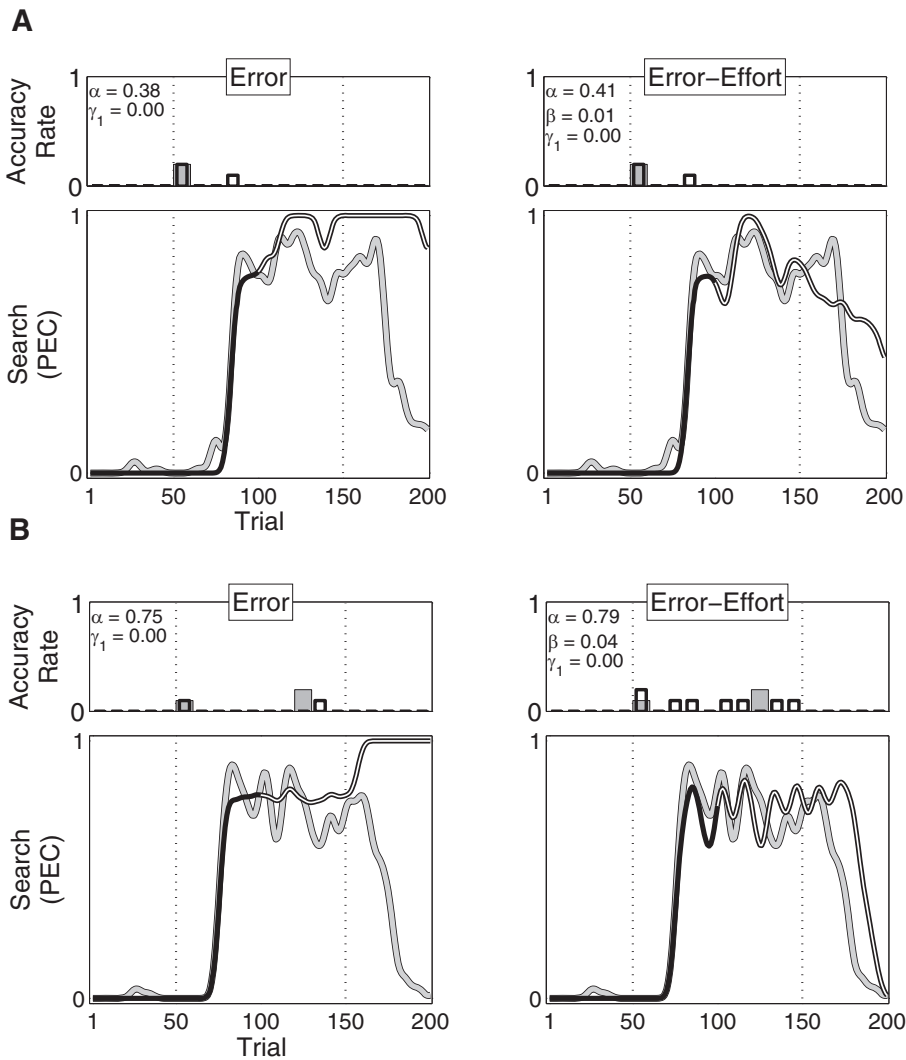 A
Error
Error−Effort
Accuracy
Rate
1
0
α = 0.38
γ1 = 0.00
1
0
α = 0.41
β = 0.01
γ1 = 0.00
Search
(PEC)
1
0
1 50 100 150 200
Trial
1
0
1 50 100 150 200
B
Error
Error−Effort
Accuracy
Rate
1
0
α = 0.75
γ1 = 0.00
1
0
α = 0.79
β = 0.04
γ1 = 0.00
Search
(PEC)
1
0
1 50 100 150 200
Trial
1
0
1 50 100 150 200